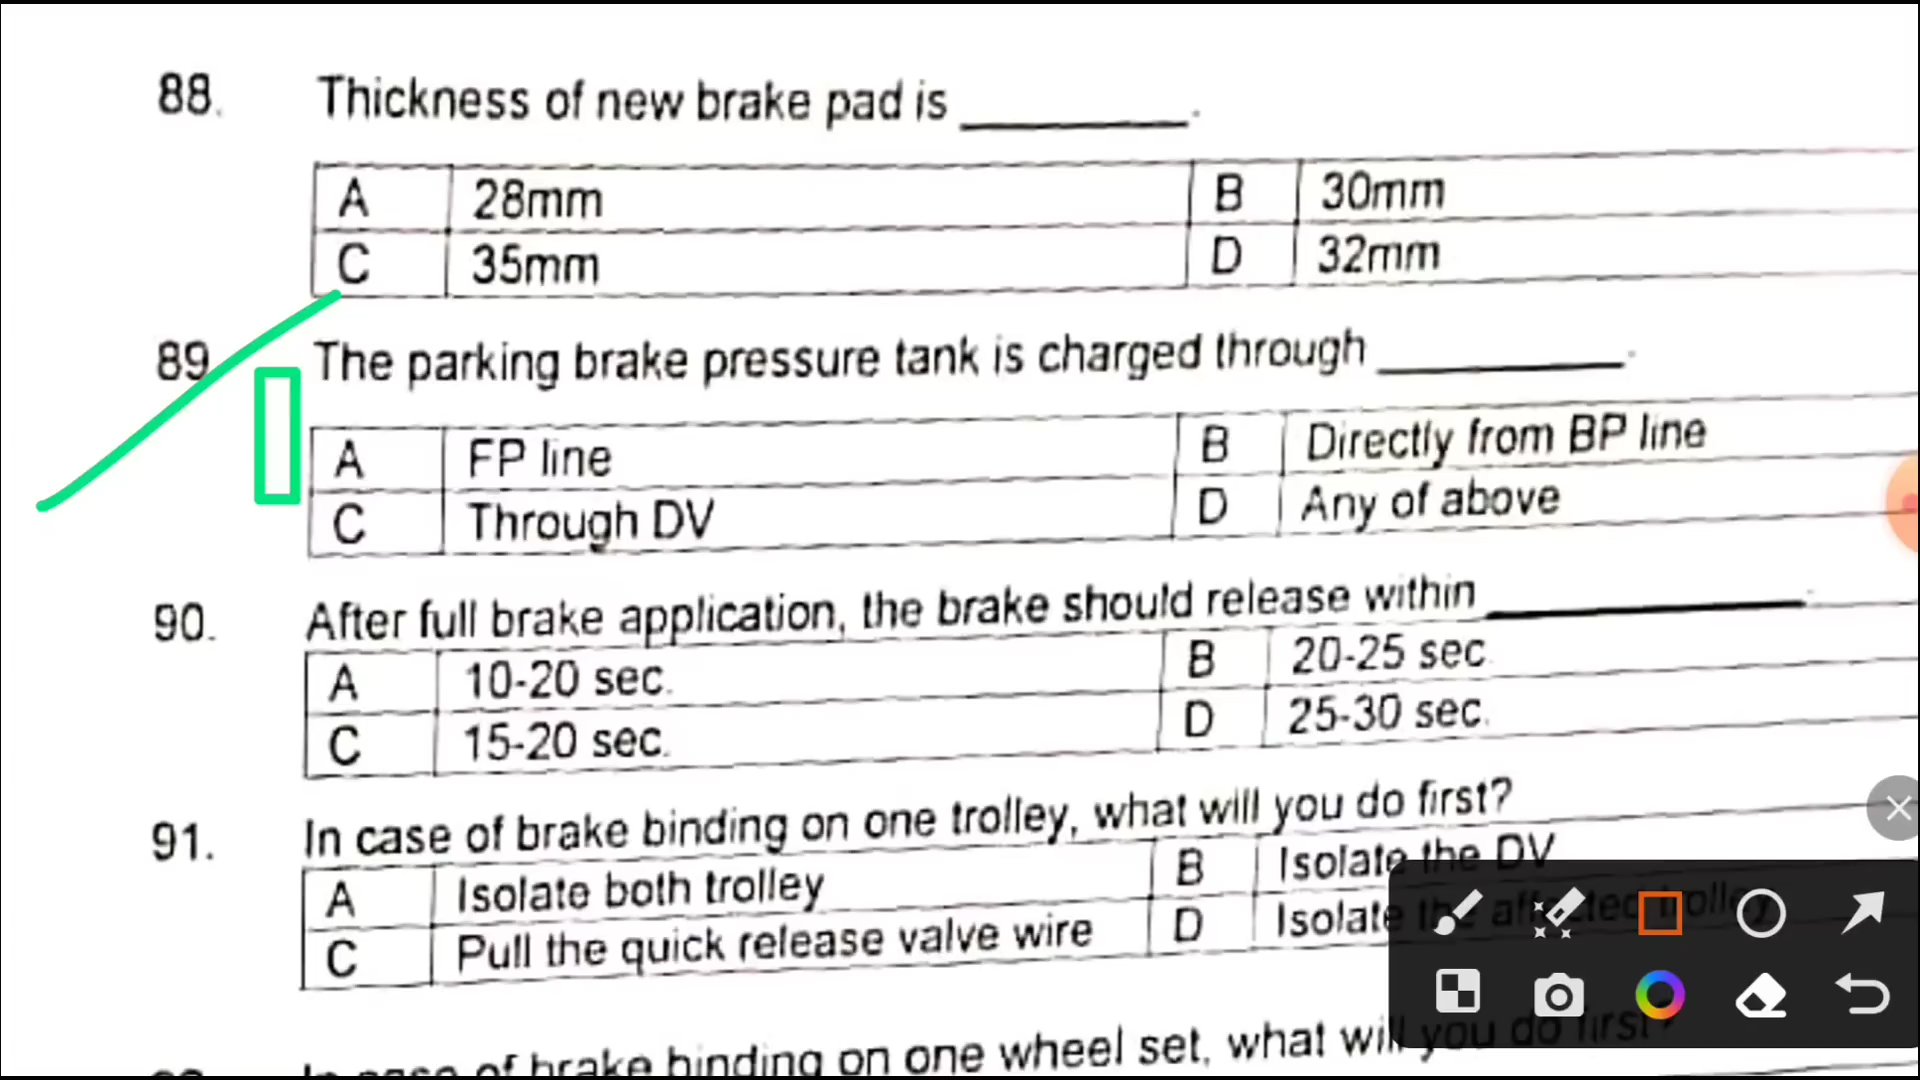 88. Thickness of new brake pad is ________.
A 28mm B 30mm
C 35mm D 32mm
89 The parking brake pressure tank is charged through ________.
A FP line B Directly from BP line
C Through DV D Any of above
90. After full brake application, the brake should release within ________.
A 10-20 sec. B 20-25 sec
C 15-20 sec. D 25-30 sec.
91. In case of brake binding on one trolley, what will you do first?
A Isolate both trolley B Isolate the DV
C Pull the quick release valve wire D Isolate the affected trolley
In case of brake binding on one wheel set, what will you do first?